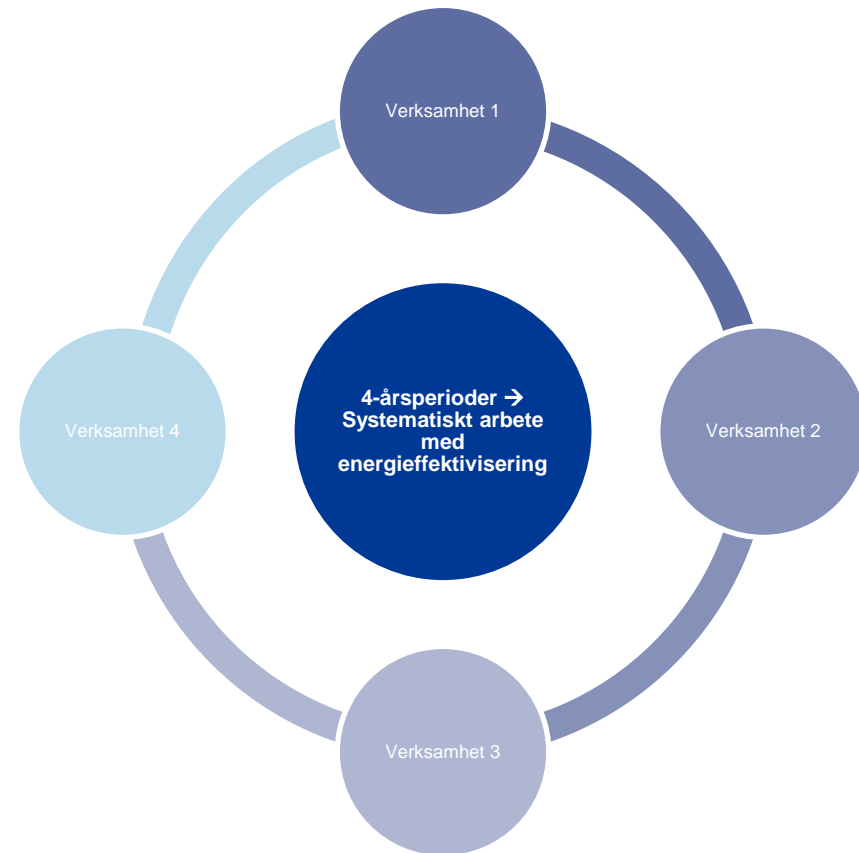 Verksamhet 1
4-årsperioder →
Systematiskt arbete
med
energieffektivisering
Verksamhet 4
Verksamhet 2
Verksamhet 3